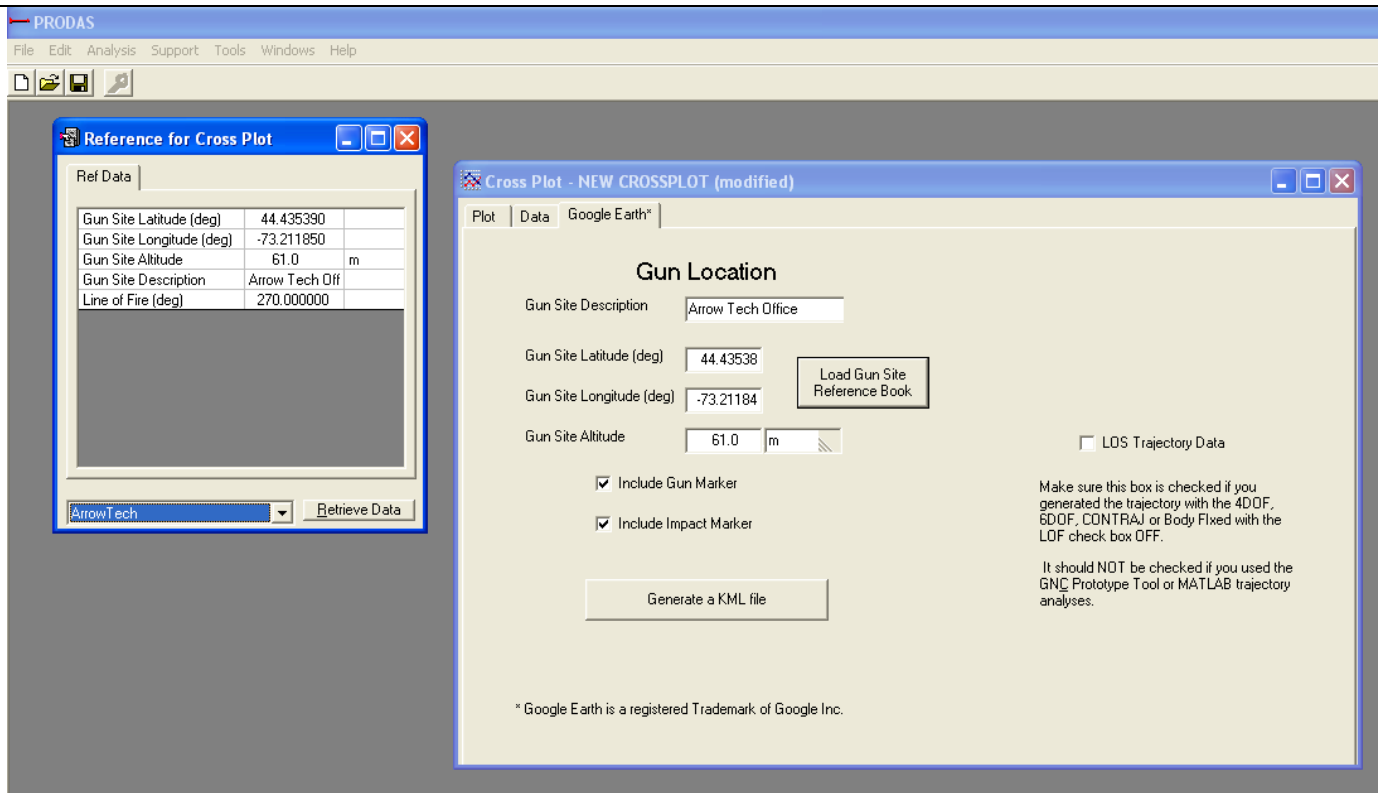 PRODAS
File Edit Analysis Support Tools Windows Help
Reference for Cross Plot
Ref Data
Gun Site Latitude (deg) 44.435390
Gun Site Longitude (deg) -73.211850
Gun Site Altitude 61.0 m
Gun Site Description Arrow Tech Off
Line of Fire (deg) 270.000000
ArrowTech Retrieve Data
Cross Plot - NEW CROSSPLOT (modified)
Plot Data Google Earth*
Gun Location
Gun Site Description Arrow Tech Office
Gun Site Latitude (deg) 44.43538
Gun Site Longitude (deg) -73.21184
Load Gun Site
Reference Book
Gun Site Altitude 61.0 m
Include Gun Marker
Include Impact Marker
Generate a KML file
LOS Trajectory Data
Make sure this box is checked if you
generated the trajectory with the 4DOF,
6DOF, CONTRAJ or Body FIxed with the
LOF check box OFF.
It should NOT be checked if you used the
GNC Prototype Tool or MATLAB trajectory
analyses.
* Google Earth is a registered Trademark of Google Inc.